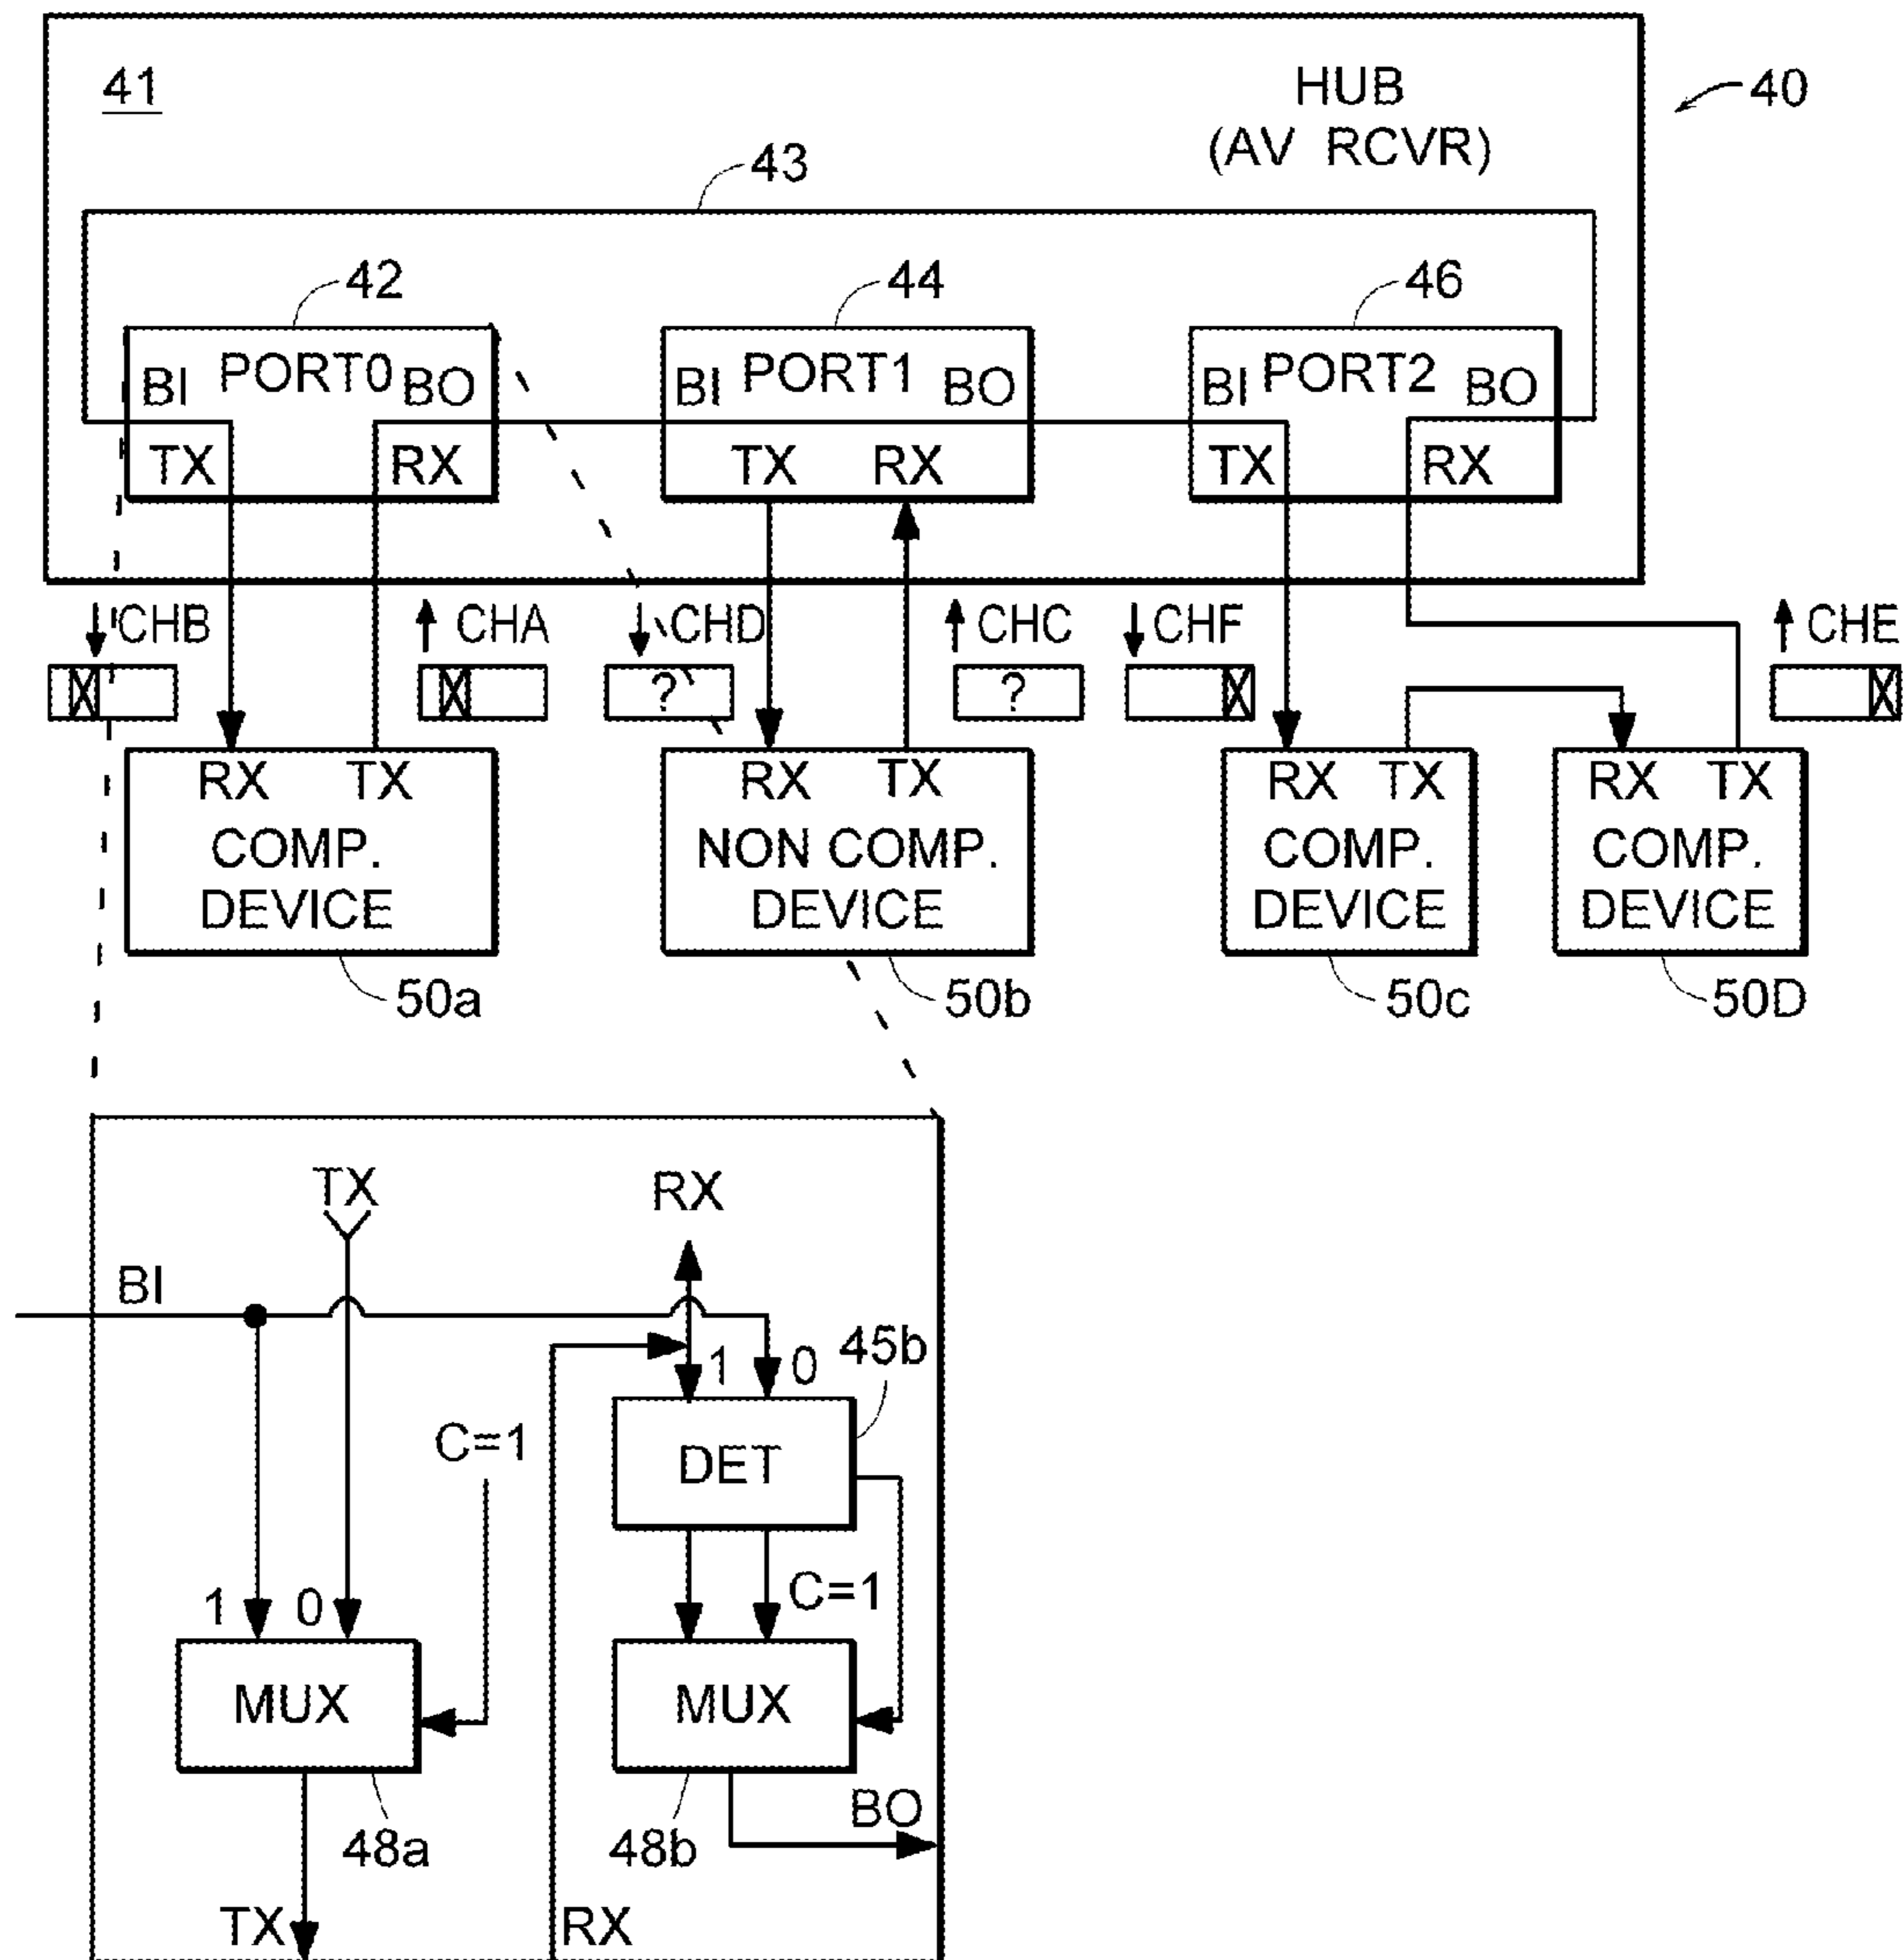 41
HUB
(AV RCVR)
40
43
42
44
46
BI PORT0 BO
TX RX
BI PORT1 BO
TX RX
BI PORT2 BO
TX RX
CHB
CHA
CHD
CHC
CHF
CHE
X
X
?
?
X
X
RX TX
COMP.
DEVICE
RX TX
NON COMP.
DEVICE
RX TX
COMP.
DEVICE
RX TX
COMP.
DEVICE
50a
50b
50c
50D
TX
RX
BI
1 0
45b
C=1
DET
1 0
C=1
MUX
MUX
BO
48a
48b
TX
RX